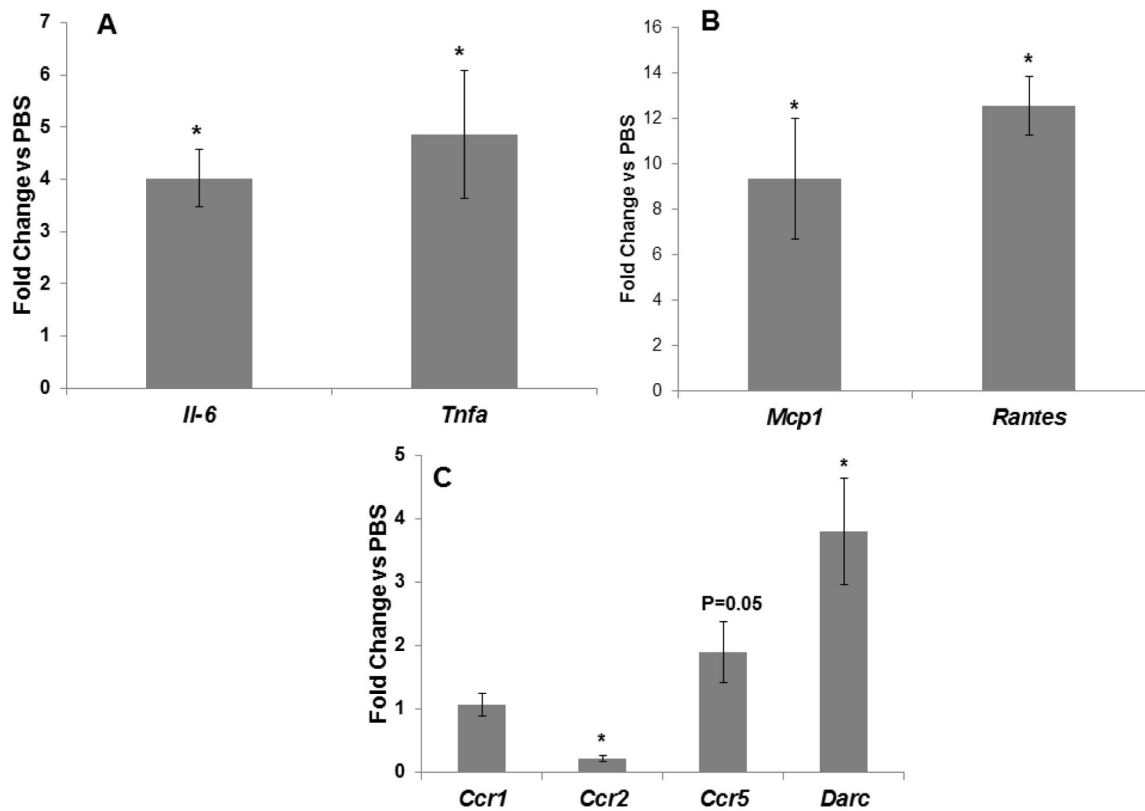 A
Fold Change vs PBS
7
6
5
4
3
2
1
0
*
*
Il-6 Tnfa
B
Fold Change vs PBS
16
14
12
10
8
6
4
2
0
*
*
Mcp1 Rantes
C
Fold Change vs PBS
5
4
3
2
1
0
*
P=0.05
*
Ccr1 Ccr2 Ccr5 Darc